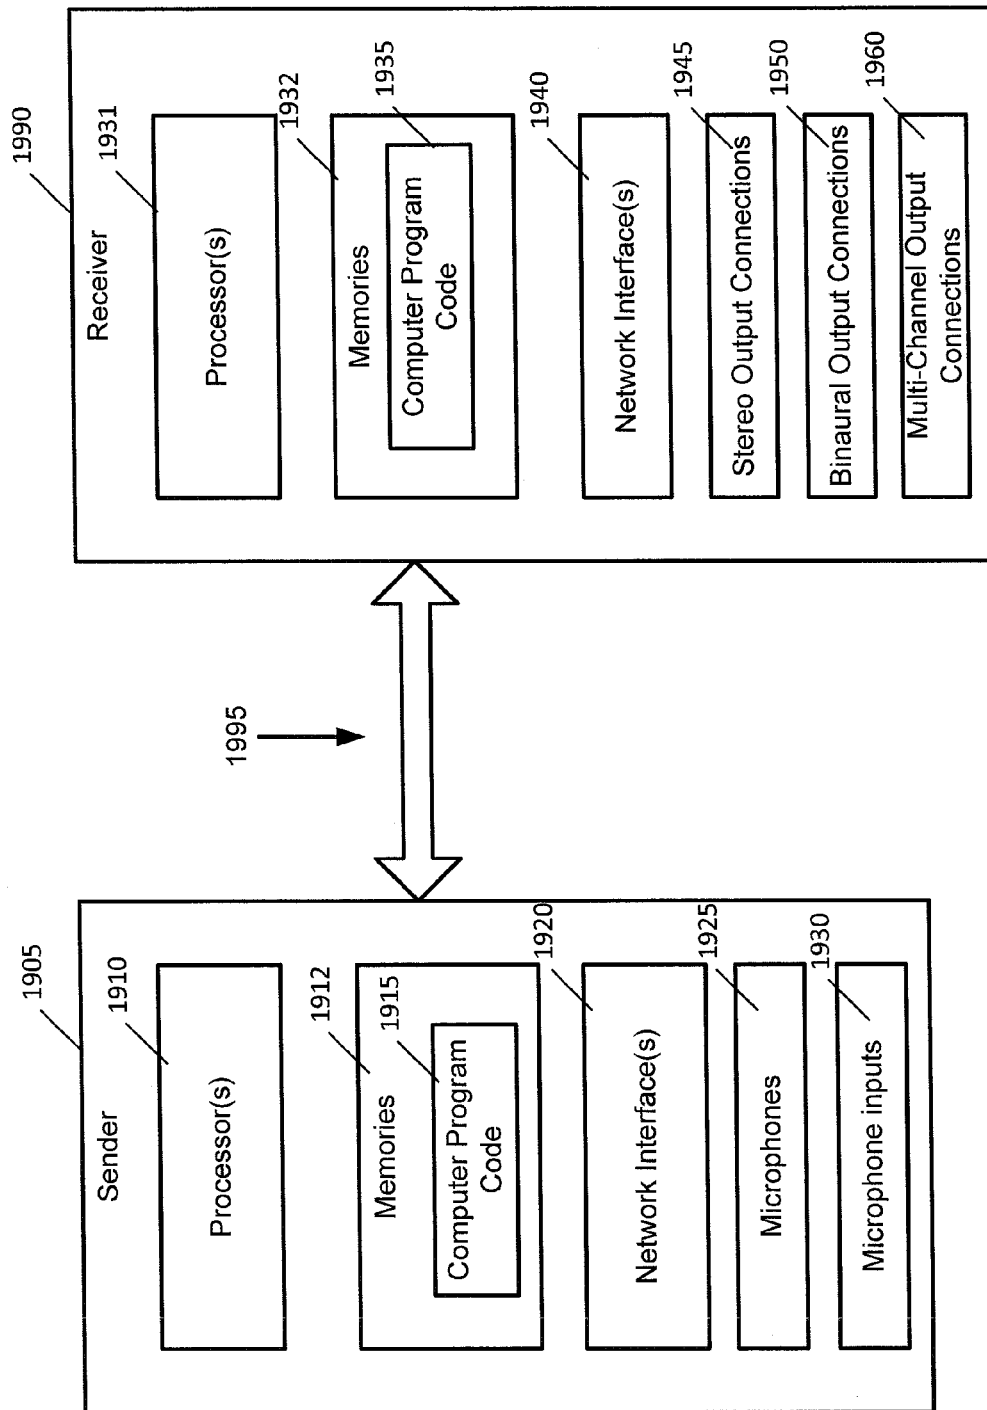 1905
Sender
1910
Processor(s)
1912
Memories
1915
Computer Program
Code
1920
Network Interface(s)
1925
Microphones
1930
Microphone inputs
1995
1990
Receiver
1931
Processor(s)
1932
Memories
1935
Computer Program
Code
1940
Network Interface(s)
1945
Stereo Output Connections
1950
Binaural Output Connections
1960
Multi-Channel Output
Connections